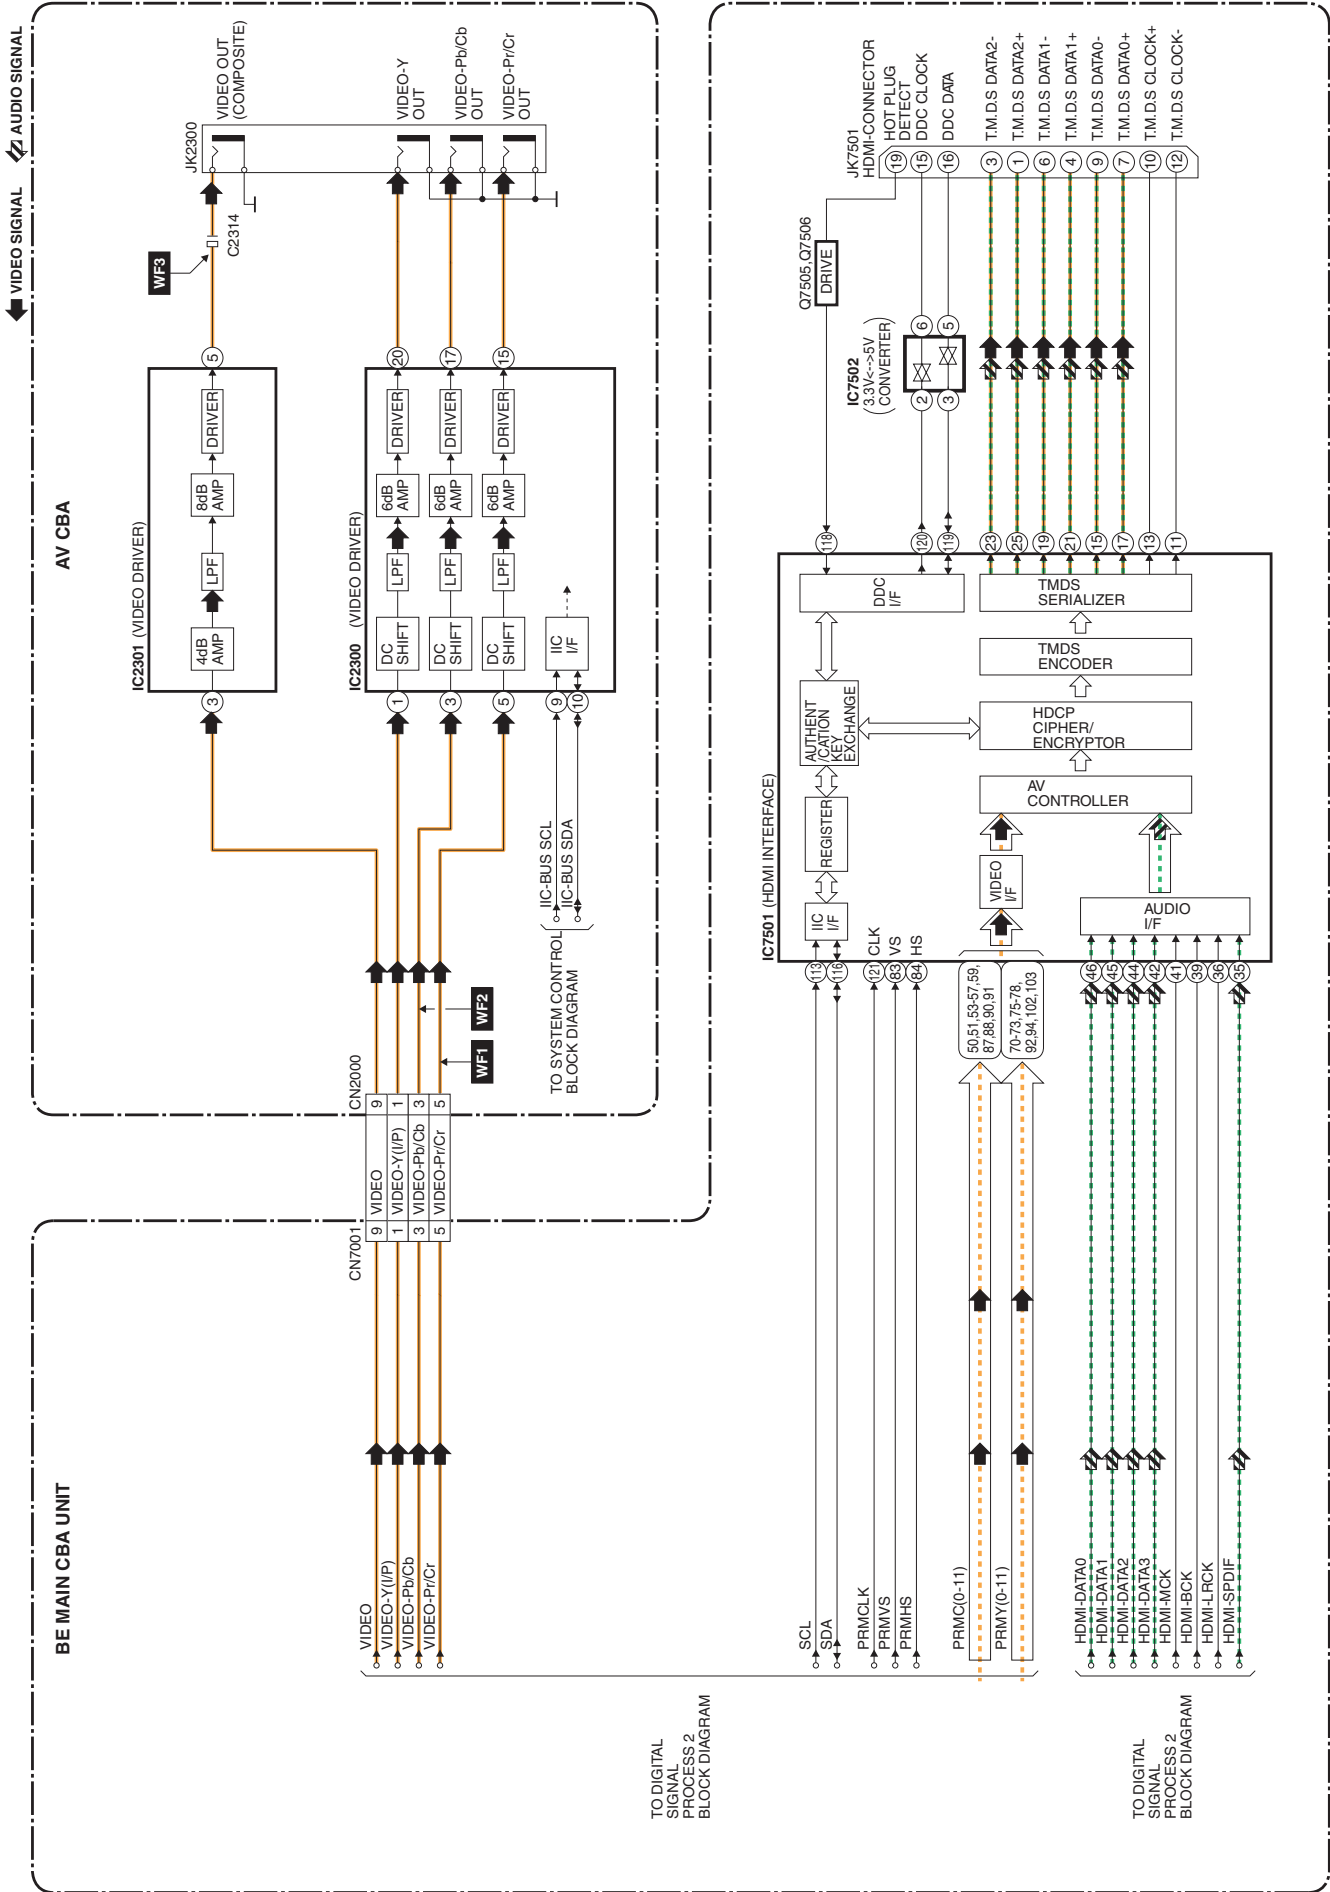 VIDEO SIGNAL
AUDIO SIGNAL
BE MAIN CBA UNIT
AV CBA
VIDEO
VIDEO-Y(I/P)
VIDEO-Pb/Cb
VIDEO-Pr/Cr
CN7001
CN2000
9 VIDEO 9
1 VIDEO-Y(I/P) 1
3 VIDEO-Pb/Cb 3
5 VIDEO-Pr/Cr 5
WF1
WF2
WF3
IC2301 (VIDEO DRIVER)
3
4dB
AMP
LPF
8dB
AMP
DRIVER
5
C2314
JK2300
VIDEO OUT
(COMPOSITE)
IC2300 (VIDEO DRIVER)
1
DC
SHIFT
LPF
6dB
AMP
DRIVER
20
VIDEO-Y
OUT
3
DC
SHIFT
LPF
6dB
AMP
DRIVER
17
VIDEO-Pb/Cb
OUT
5
DC
SHIFT
LPF
6dB
AMP
DRIVER
15
VIDEO-Pr/Cr
OUT
IIC-BUS SCL
IIC-BUS SDA
9
10
IIC
I/F
TO SYSTEM CONTROL
BLOCK DIAGRAM
TO DIGITAL
SIGNAL
PROCESS 2
BLOCK DIAGRAM
IC7501 (HDMI INTERFACE)
SCL
SDA
113
116
IIC
I/F
REGISTER
AUTHENT
/CATION
KEY
EXCHANGE
DDC
I/F
118
120
119
Q7505,Q7506
DRIVE
IC7502
(3.3V<-->5V
CONVERTER)
2
6
3
5
JK7501
HDMI-CONNECTOR
19
HOT PLUG
DETECT
15
DDC CLOCK
16
DDC DATA
PRMCLK
PRMVS
PRMHS
121 CLK
83 VS
84 HS
PRMC(0-11)
PRMY(0-11)
50,51,53-57,59,
87,88,90,91
70-73,75-78,
92,94,102,103
VIDEO
I/F
AV
CONTROLLER
HDCP
CIPHER/
ENCRYPTOR
TMDS
ENCODER
TMDS
SERIALIZER
23 3 T.M.D.S DATA2-
25 1 T.M.D.S DATA2+
19 6 T.M.D.S DATA1-
21 4 T.M.D.S DATA1+
15 9 T.M.D.S DATA0-
17 7 T.M.D.S DATA0+
13 10 T.M.D.S CLOCK+
11 12 T.M.D.S CLOCK-
HDMI-DATA0 46
HDMI-DATA1 45
HDMI-DATA2 44
HDMI-DATA3 42
HDMI-MCK 41
HDMI-BCK 39
HDMI-LRCK 36
HDMI-SPDIF 35
AUDIO
I/F
TO DIGITAL
SIGNAL
PROCESS 2
BLOCK DIAGRAM